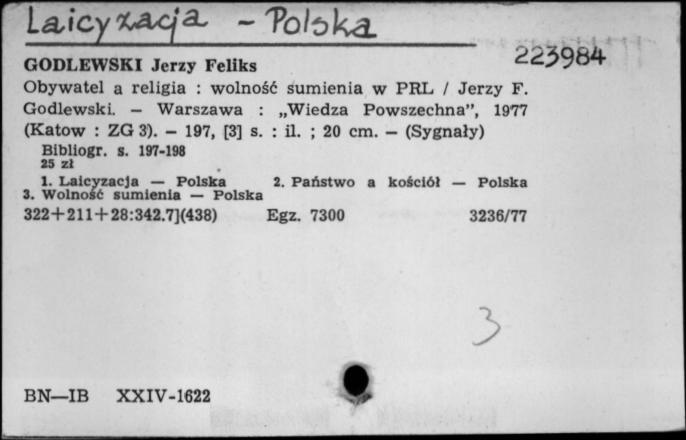 Laicyzacja - Polska
223984
GODLEWSKI Jerzy Feliks
Obywatel a religia : wolność sumienia w PRL / Jerzy F.
Godlewski. — Warszawa : „Wiedza Powszechna”, 1977
(Katow : ZG 3). — 197, [3] s. : il. ; 20 cm. — (Sygnały)
Bibliogr. s. 197-198
25 zł
1. Laicyzacja — Polska 2. Państwo a kościół — Polska
3. Wolność sumienia — Polska
322+211+28:342.7](438) Egz. 7300 3236/77
3
BN—IB XXIV-1622